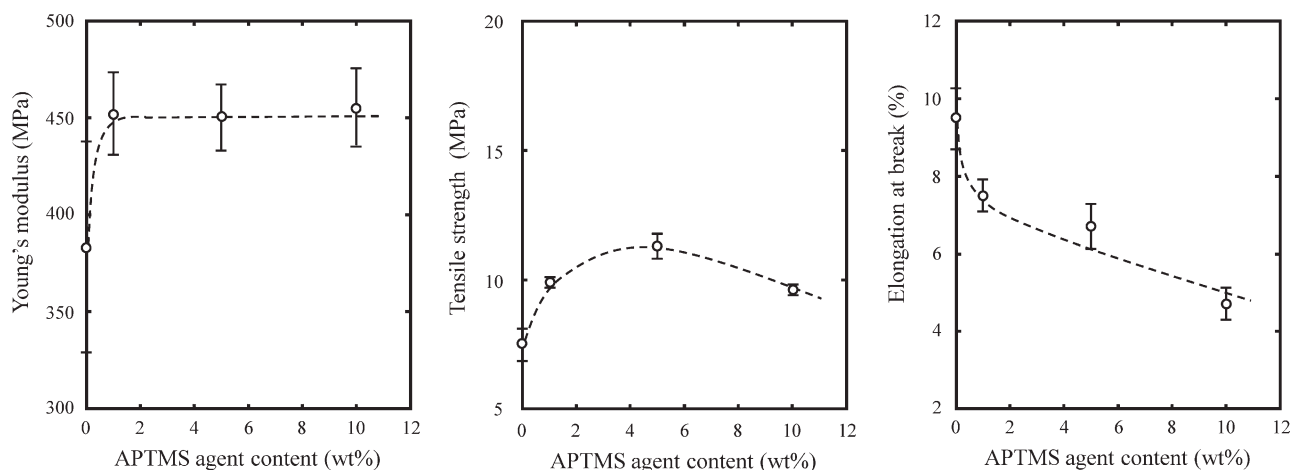 Young's modulus (MPa)
500
450
400
350
300
0 2 4 6 8 10 12
APTMS agent content (wt%)
Tensile strength (MPa)
20
15
10
5
0 2 4 6 8 10 12
APTMS agent content (wt%)
Elongation at break (%)
12
10
8
6
4
2
0 2 4 6 8 10 12
APTMS agent content (wt%)